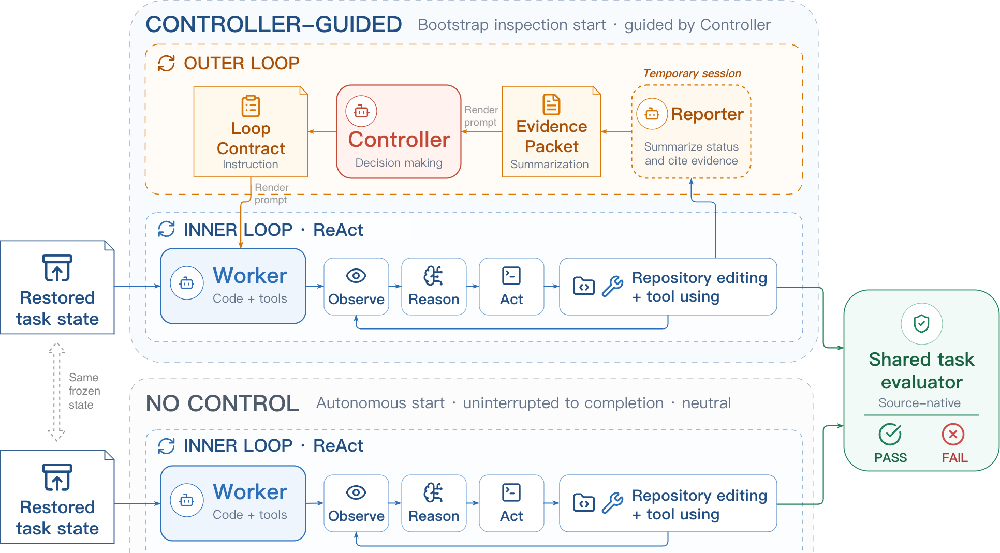 CONTROLLER–GUIDED
Bootstrap inspection start · guided by Controller
OUTER LOOP
Temporary session
Loop
Contract
Instruction
Controller
Decision making
Render
prompt
Evidence
Packet
Summarization
Reporter
Summarize status
and cite evidence
Render
prompt
INNER LOOP · ReAct
Restored
task state
Worker
Code + tools
Observe
Reason
Act
Repository editing
+ tool using
Same
frozen
state
Shared task
evaluator
Source–native
PASS
FAIL
NO CONTROL
Autonomous start · uninterrupted to completion · neutral
INNER LOOP · ReAct
Restored
task state
Worker
Code + tools
Observe
Reason
Act
Repository editing
+ tool using